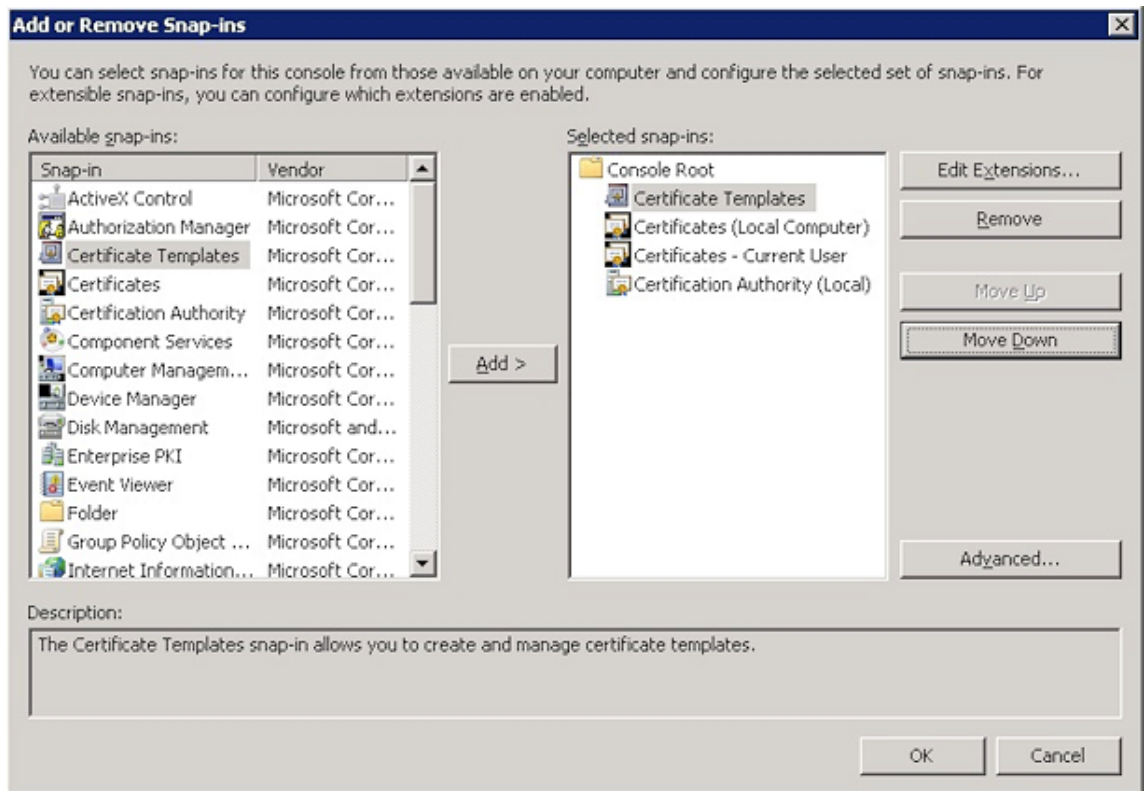 Add or Remove Snap-ins
You can select snap-ins for this console from those available on your computer and configure the selected set of snap-ins. For
extensible snap-ins, you can configure which extensions are enabled.
Available snap-ins:
Snap-in Vendor
ActiveX Control Microsoft Cor...
Authorization Manager Microsoft Cor...
Certificate Templates Microsoft Cor...
Certificates Microsoft Cor...
Certification Authority Microsoft Cor...
Component Services Microsoft Cor...
Computer Managem... Microsoft Cor...
Device Manager Microsoft Cor...
Disk Management Microsoft and...
Enterprise PKI Microsoft Cor...
Event Viewer Microsoft Cor...
Folder Microsoft Cor...
Group Policy Object ... Microsoft Cor...
Internet Information... Microsoft Cor...
Add >
Selected snap-ins:
Console Root
Certificate Templates
Certificates (Local Computer)
Certificates - Current User
Certification Authority (Local)
Edit Extensions...
Remove
Move Up
Move Down
Advanced...
Description:
The Certificate Templates snap-in allows you to create and manage certificate templates.
OK
Cancel